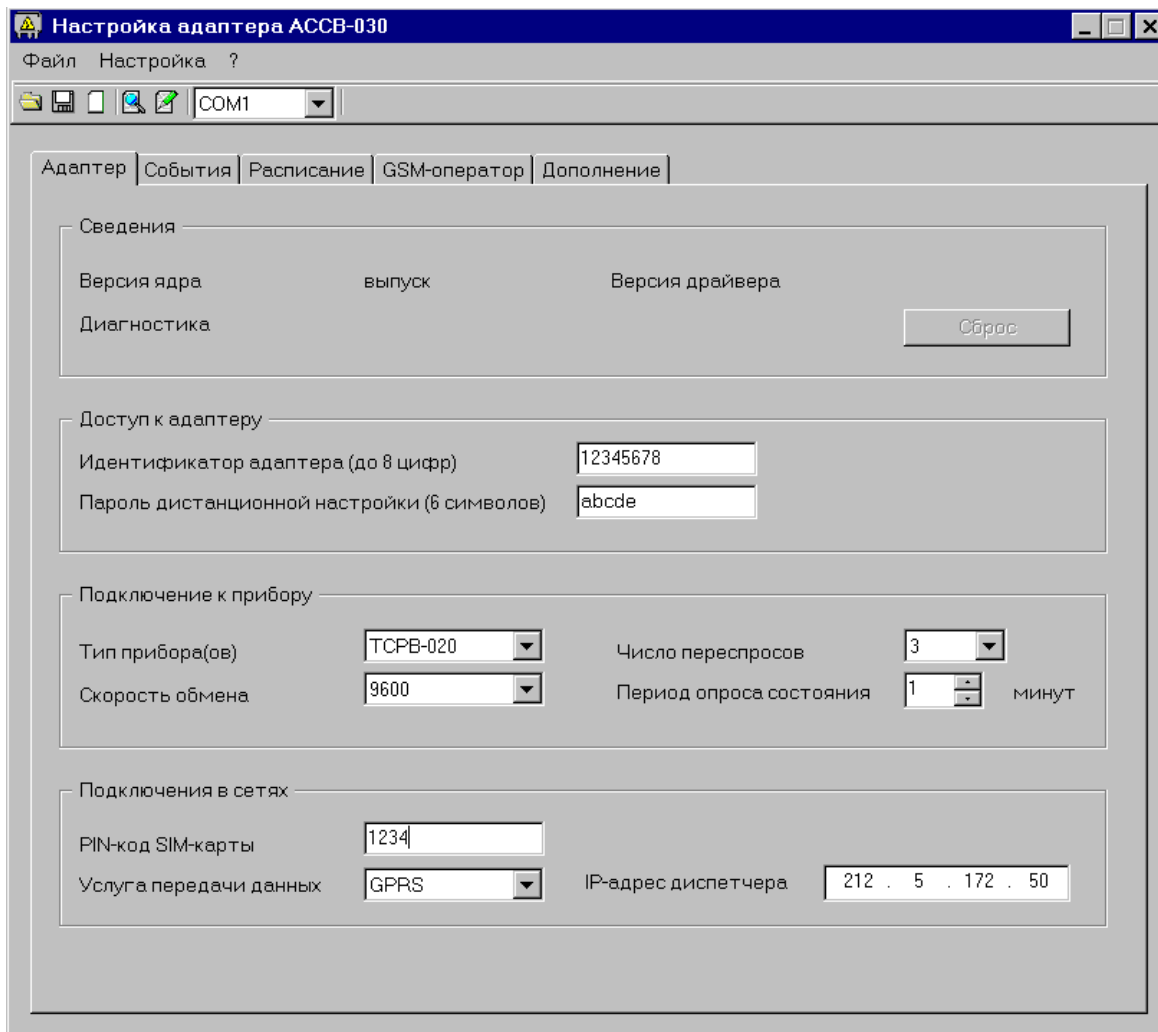 Настройка адаптера АССВ-030
Файл Настройка ?
COM1
Адаптер События Расписание GSM-оператор Дополнение
Сведения
Версия ядра выпуск Версия драйвера
Диагностика Сброс
Доступ к адаптеру
Идентификатор адаптера (до 8 цифр) 12345678
Пароль дистанционной настройки (6 символов) abcde
Подключение к прибору
Тип прибора(ов) ТСРВ-020 Число переспросов 3
Скорость обмена 9600 Период опроса состояния 1 минут
Подключения в сетях
PIN-код SIM-карты 1234
Услуга передачи данных GPRS IP-адрес диспетчера 212 . 5 . 172 . 50